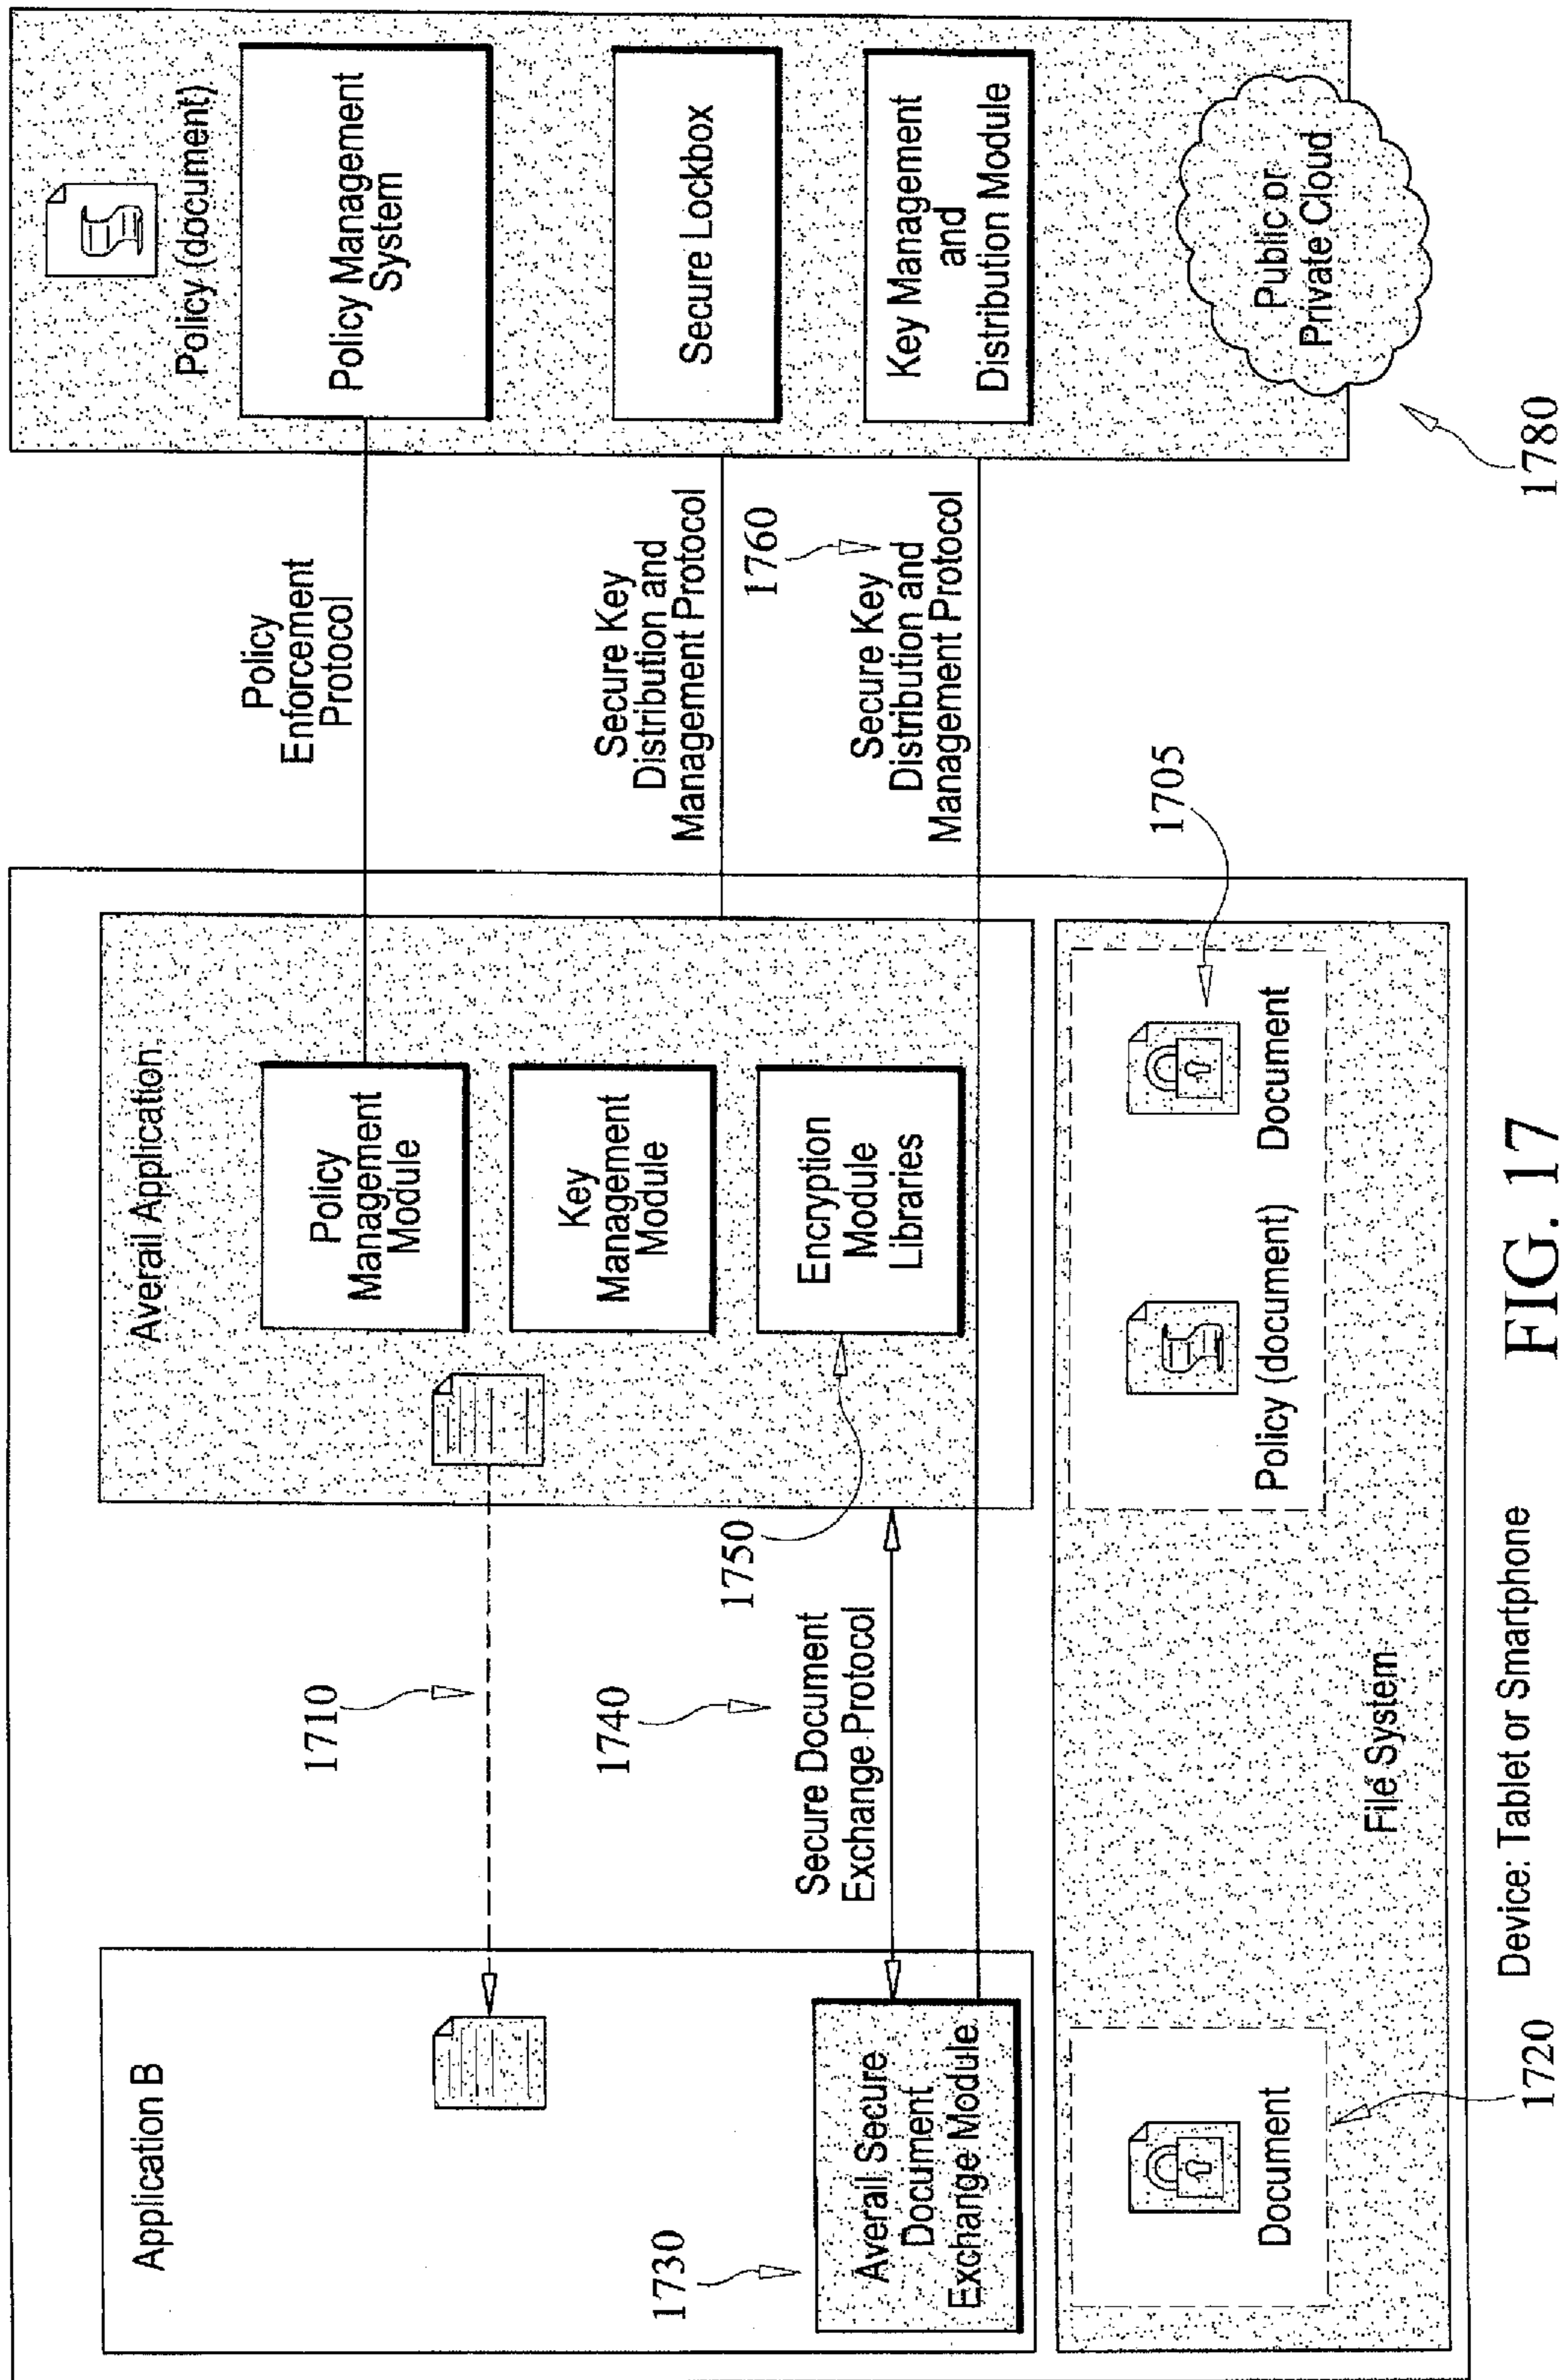 Application B
1730
Averail Secure
Document
Exchange Module
1710
1740
Secure Document
Exchange Protocol
1750
Averail Application
Policy
Management
Module
Key
Management
Module
Encryption
Module
Libraries
Policy
Enforcement
Protocol
Secure Key
Distribution and
Management Protocol
1760
Secure Key
Distribution and
Management Protocol
Policy (document)
Policy Management
System
Secure Lockbox
Key Management
and
Distribution Module
Public or
Private Cloud
1780
Document
1720
File System
Policy (document)
Document
1705
Device: Tablet or Smartphone
FIG. 17